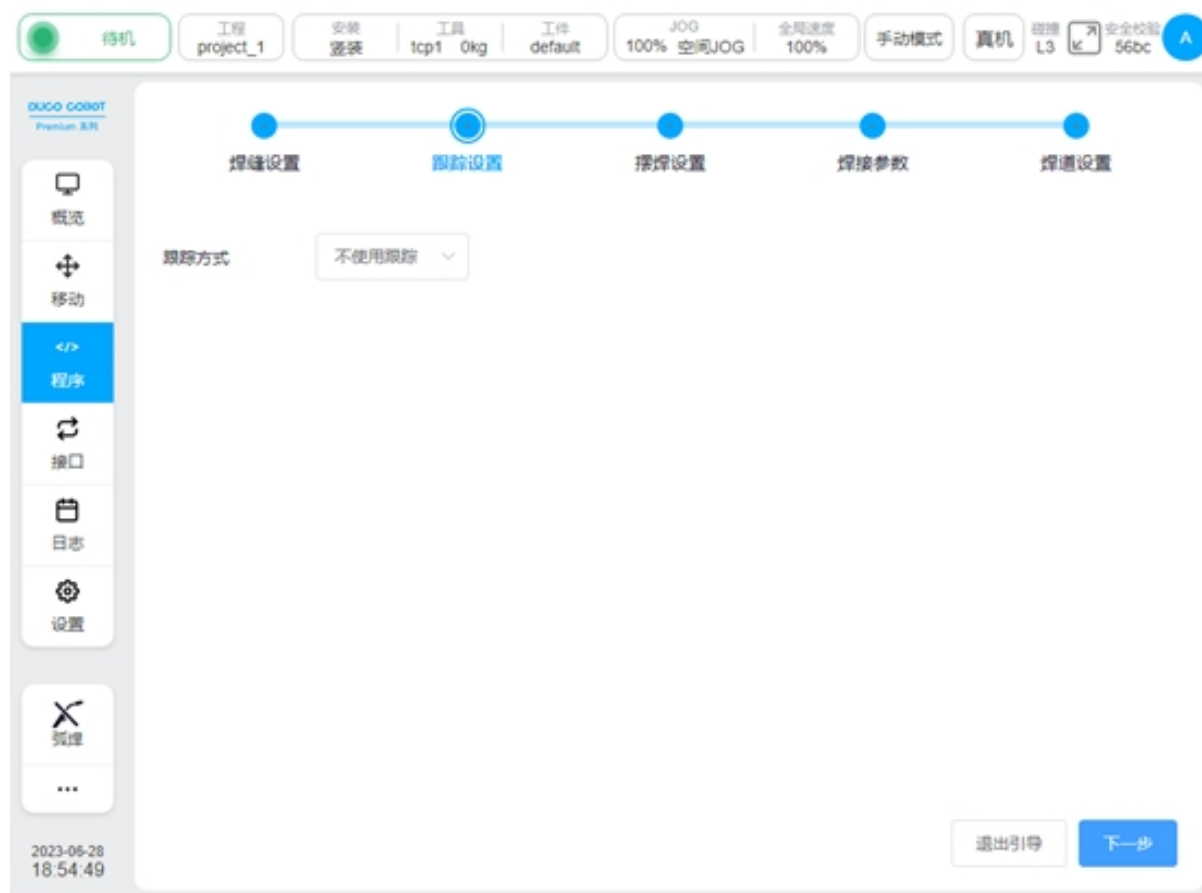 待机
工程
project_1
安装
竖装
工具
tcp1 0kg
工件
default
JOG
100% 空间JOG
全局速度
100%
手动模式
真机
碰撞
L3
安全校验
56bc
A
DUCO COBOT
Premium 系列
焊缝设置
跟踪设置
摆焊设置
焊接参数
焊道设置
概览
移动
</>
程序
接口
日志
设置
跟踪方式
不使用跟踪
弧焊
...
2023-06-28
18:54:49
退出引导
下一步